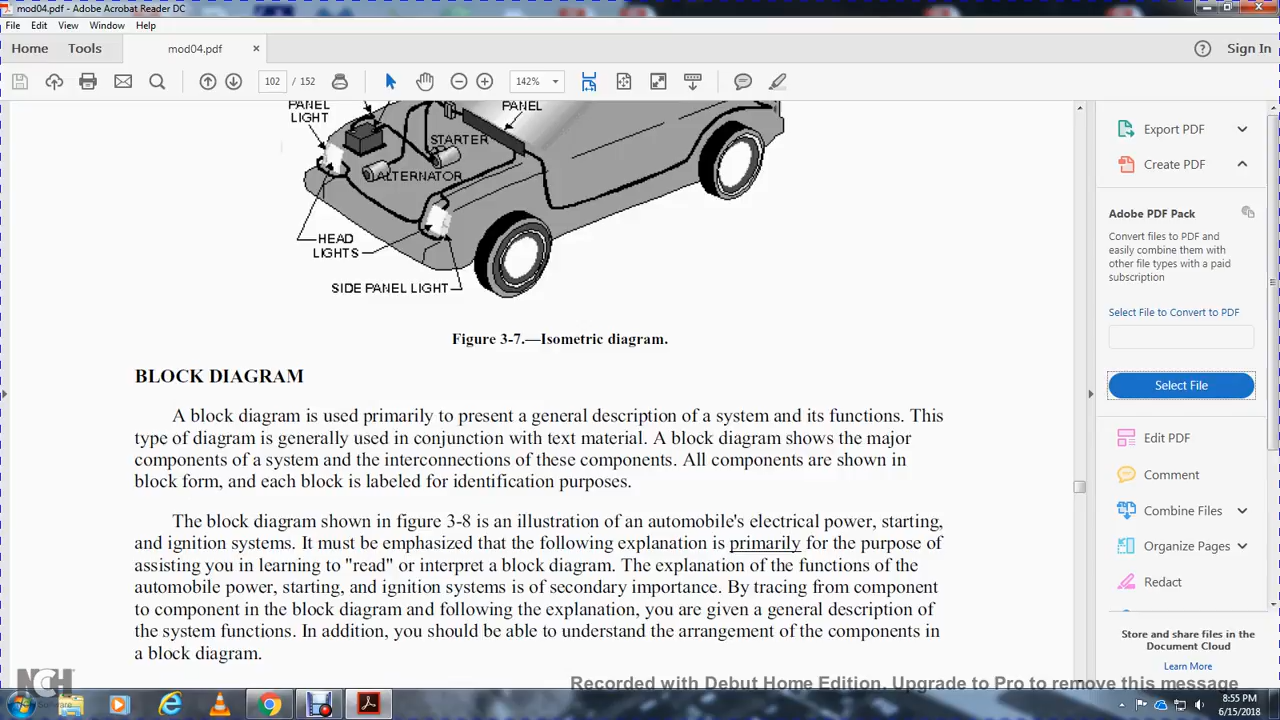 mod04.pdf - Adobe Acrobat Reader DC
File Edit View Window Help
Home Tools mod04.pdf × Sign In
102 / 152 142%
PANEL
LIGHT
PANEL
STARTER
ALTERNATOR
HEAD
LIGHTS
SIDE PANEL LIGHT
Figure 3-7.—Isometric diagram.
BLOCK DIAGRAM
A block diagram is used primarily to present a general description of a system and its functions. This
type of diagram is generally used in conjunction with text material. A block diagram shows the major
components of a system and the interconnections of these components. All components are shown in
block form, and each block is labeled for identification purposes.
The block diagram shown in figure 3-8 is an illustration of an automobile's electrical power, starting,
and ignition systems. It must be emphasized that the following explanation is primarily for the purpose of
assisting you in learning to "read" or interpret a block diagram. The explanation of the functions of the
automobile power, starting, and ignition systems is of secondary importance. By tracing from component
to component in the block diagram and following the explanation, you are given a general description of
the system functions. In addition, you should be able to understand the arrangement of the components in
a block diagram.
Export PDF
Create PDF
Adobe PDF Pack
Convert files to PDF and
easily combine them with
other file types with a paid
subscription
Select File to Convert to PDF
Select File
Edit PDF
Comment
Combine Files
Organize Pages
Redact
Store and share files in the
Document Cloud
Learn More
NCH
Software
Recorded with Debut Home Edition. Upgrade to Pro to remove this message
8:55 PM
6/15/2018